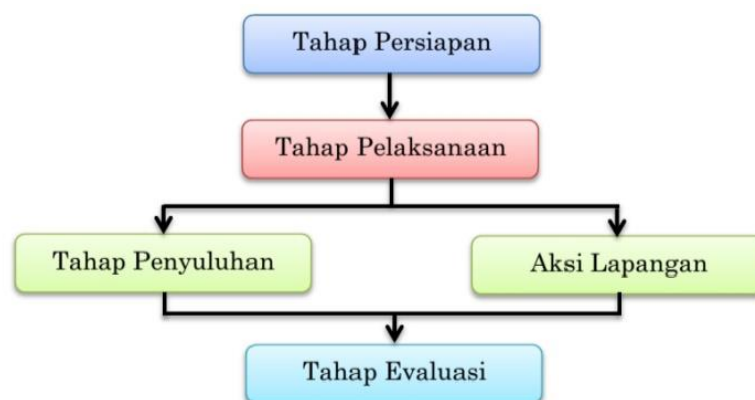 Tahap Persiapan
Tahap Pelaksanaan
Tahap Penyuluhan
Aksi Lapangan
Tahap Evaluasi